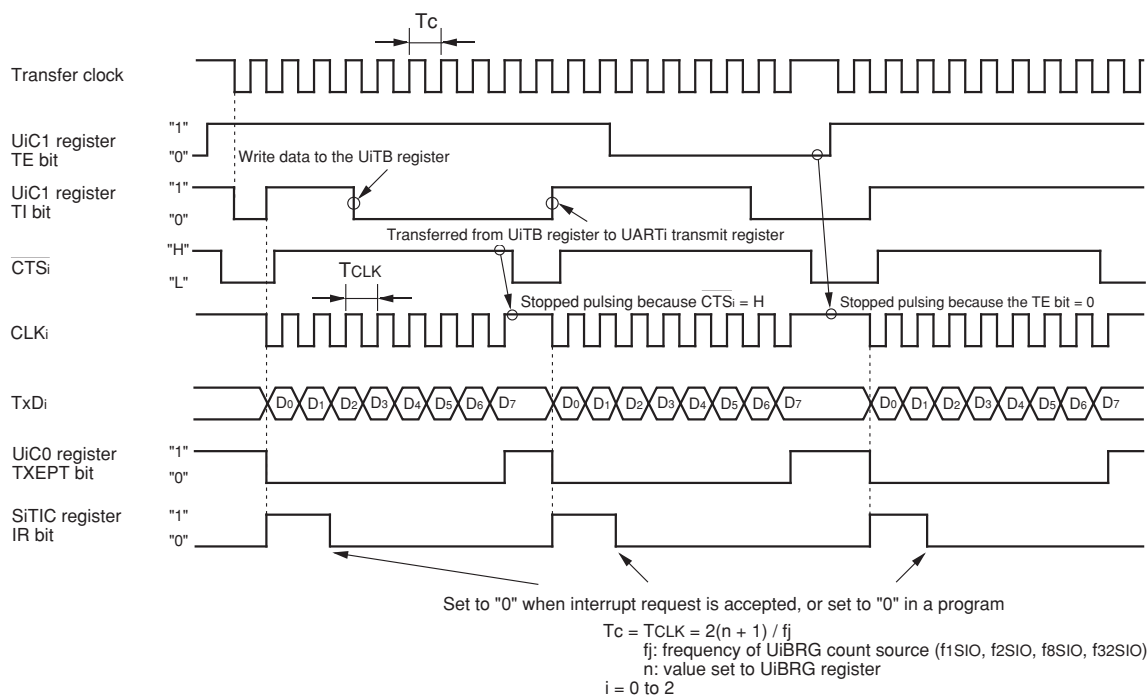 Tc
Transfer clock
UiC1 register
TE bit
"1"
"0"
Write data to the UiTB register
UiC1 register
TI bit
"1"
"0"
Transferred from UiTB register to UARTi transmit register
CTSi
"H"
"L"
TCLK
Stopped pulsing because CTSi = H
Stopped pulsing because the TE bit = 0
CLKi
TxDi
D0 D1 D2 D3 D4 D5 D6 D7 D0 D1 D2 D3 D4 D5 D6 D7 D0 D1 D2 D3 D4 D5 D6 D7
UiC0 register
TXEPT bit
"1"
"0"
SiTIC register
IR bit
"1"
"0"
Set to "0" when interrupt request is accepted, or set to "0" in a program
Tc = TCLK = 2(n + 1) / fj
fj: frequency of UiBRG count source (f1SIO, f2SIO, f8SIO, f32SIO)
n: value set to UiBRG register
i = 0 to 2